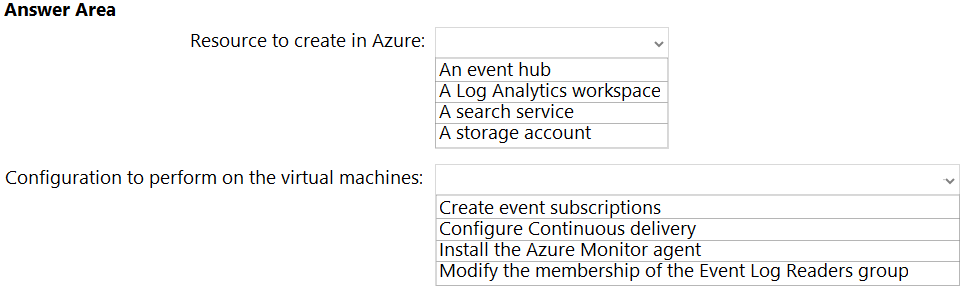 Answer Area
Resource to create in Azure:
An event hub
A Log Analytics workspace
A search service
A storage account
Configuration to perform on the virtual machines:
Create event subscriptions
Configure Continuous delivery
Install the Azure Monitor agent
Modify the membership of the Event Log Readers group